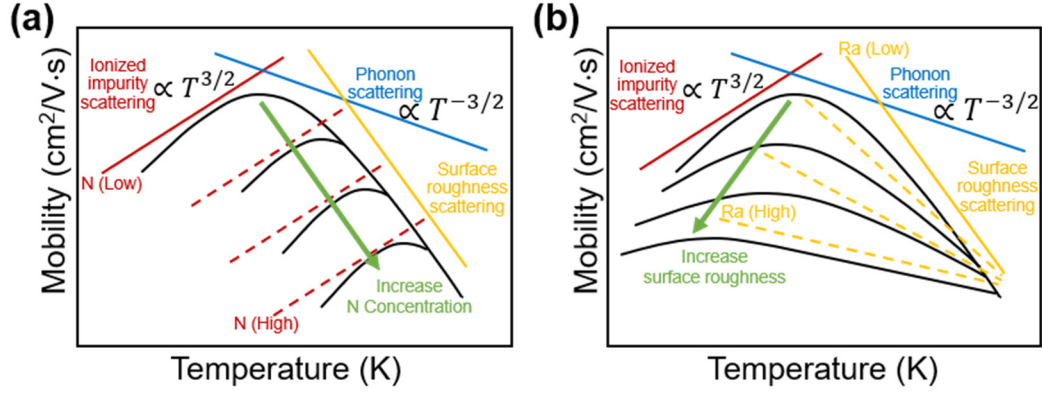 (a)
Mobility (cm²/V·s)
Ionized
impurity
scattering
∝ T^3/2
Phonon
scattering
∝ T^−3/2
N (Low)
Surface
roughness
scattering
Increase
N Concentration
N (High)
Temperature (K)
(b)
Mobility (cm²/V·s)
Ionized
impurity
scattering
∝ T^3/2
Ra (Low)
Phonon
scattering
∝ T^−3/2
Surface
roughness
scattering
Ra (High)
Increase
surface roughness
Temperature (K)